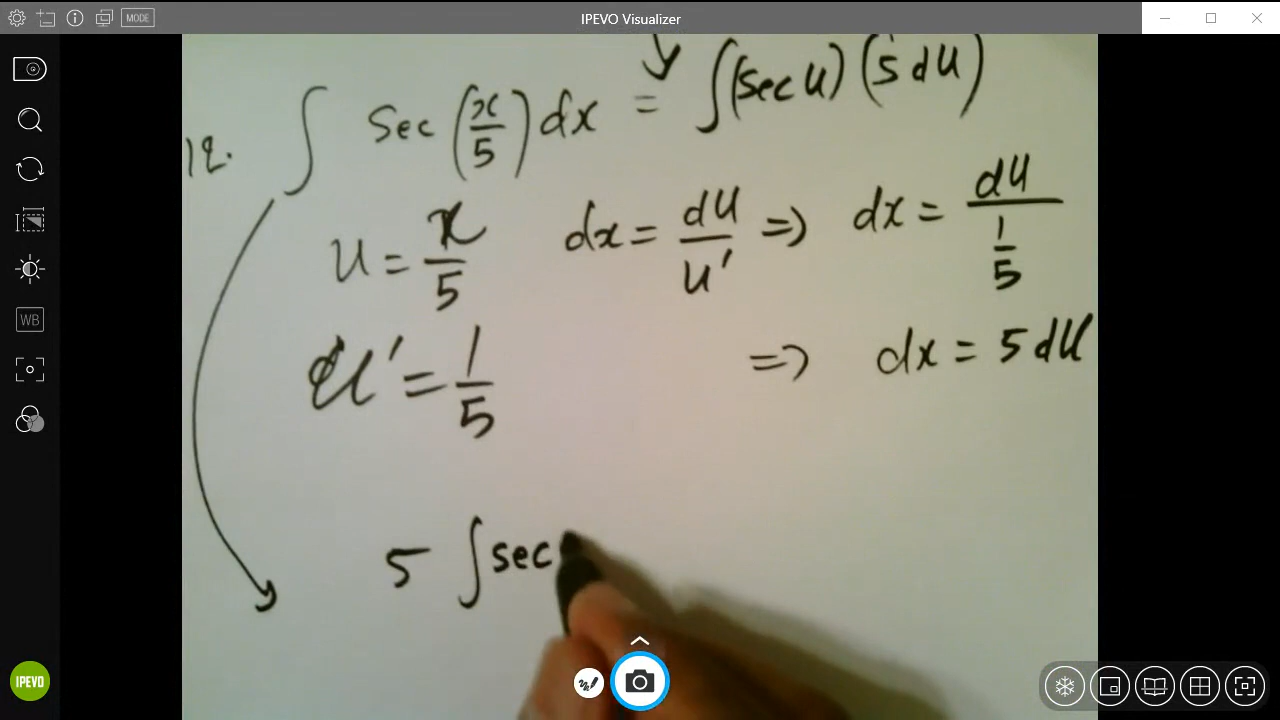 MODE
IPEVO Visualizer
12. ∫ sec (x/5) dx = ∫(sec u) (5 du)
u = x/5 dx = du/u' => dx = du/(1/5)
u' = 1/5 => dx = 5 du
5 ∫ sec
WB
IPEVO